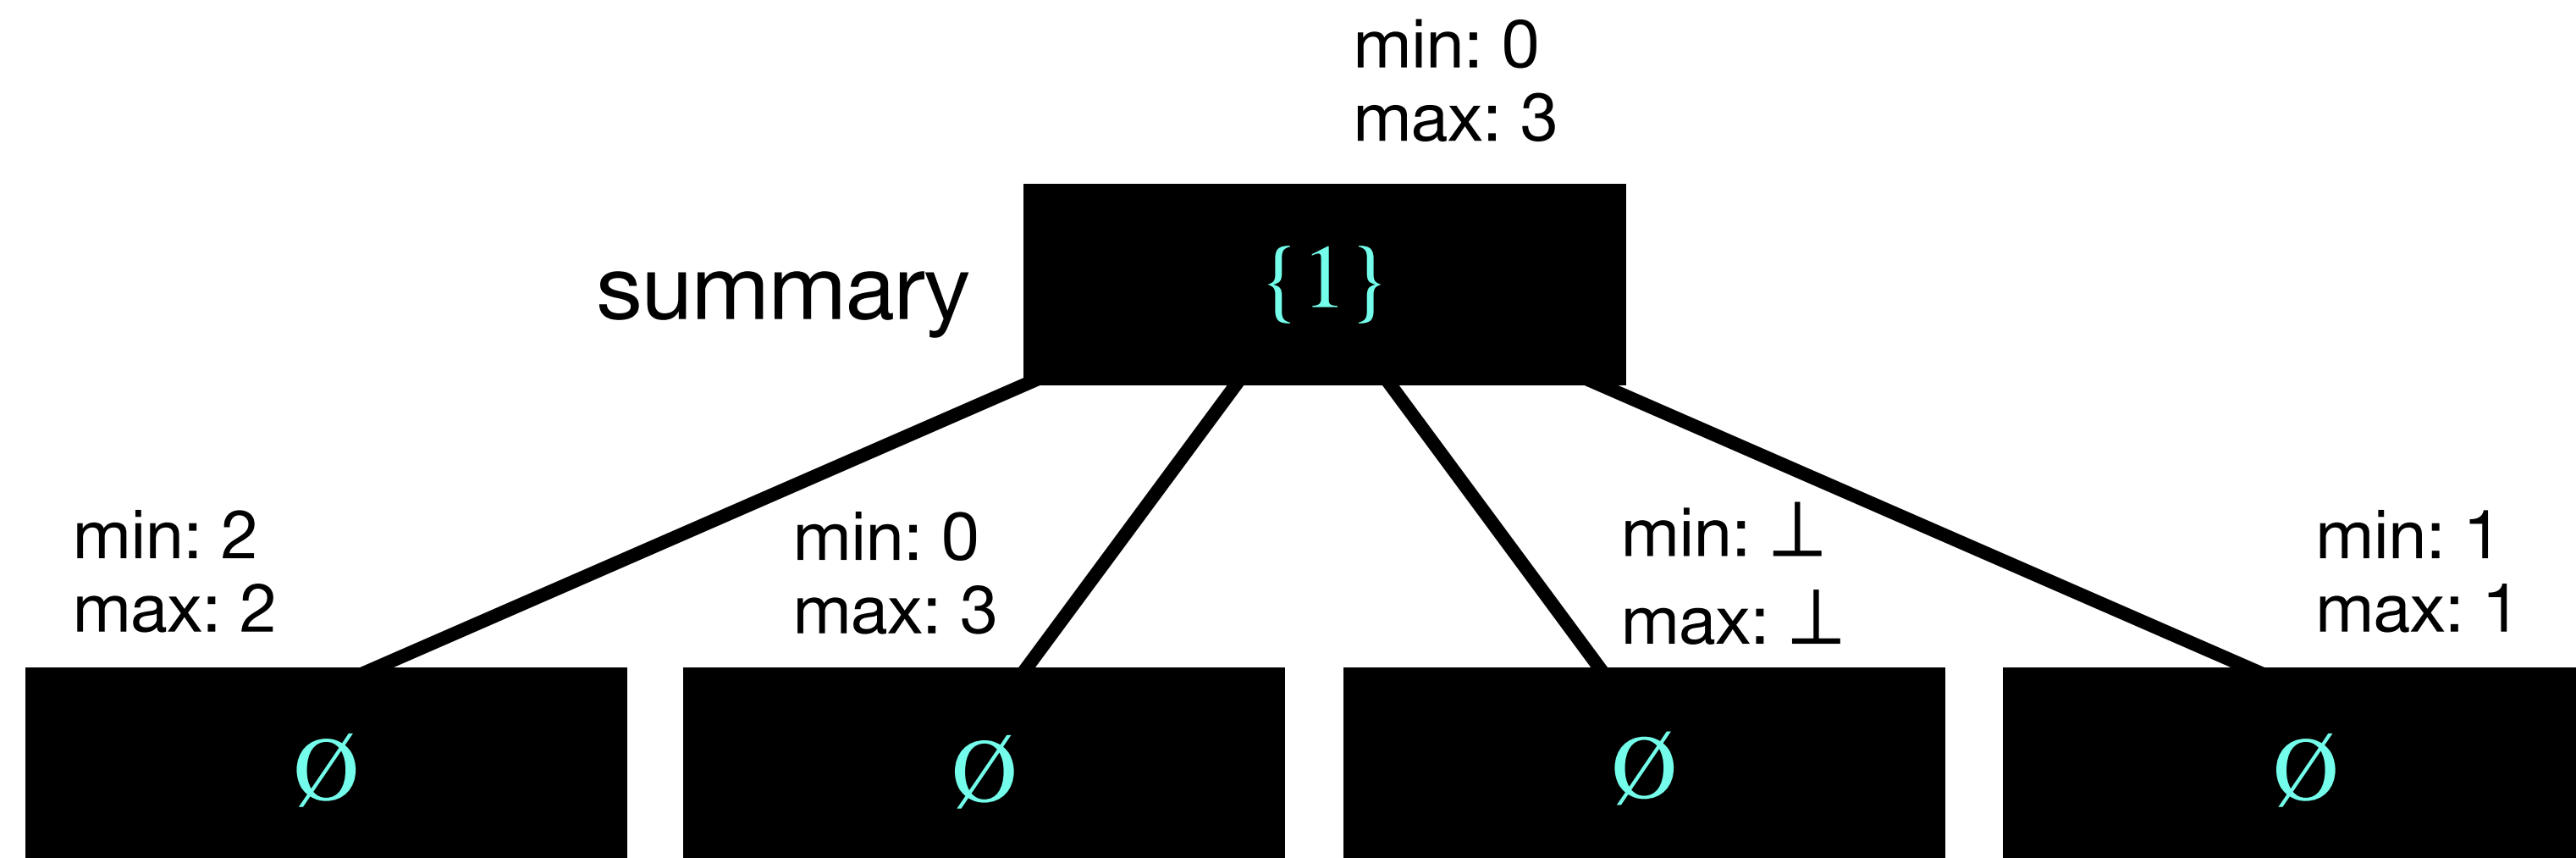 min: 0
max: 3
summary
{1}
min: 2
max: 2
min: 0
max: 3
min: ⊥
max: ⊥
min: 1
max: 1
Ø
Ø
Ø
Ø